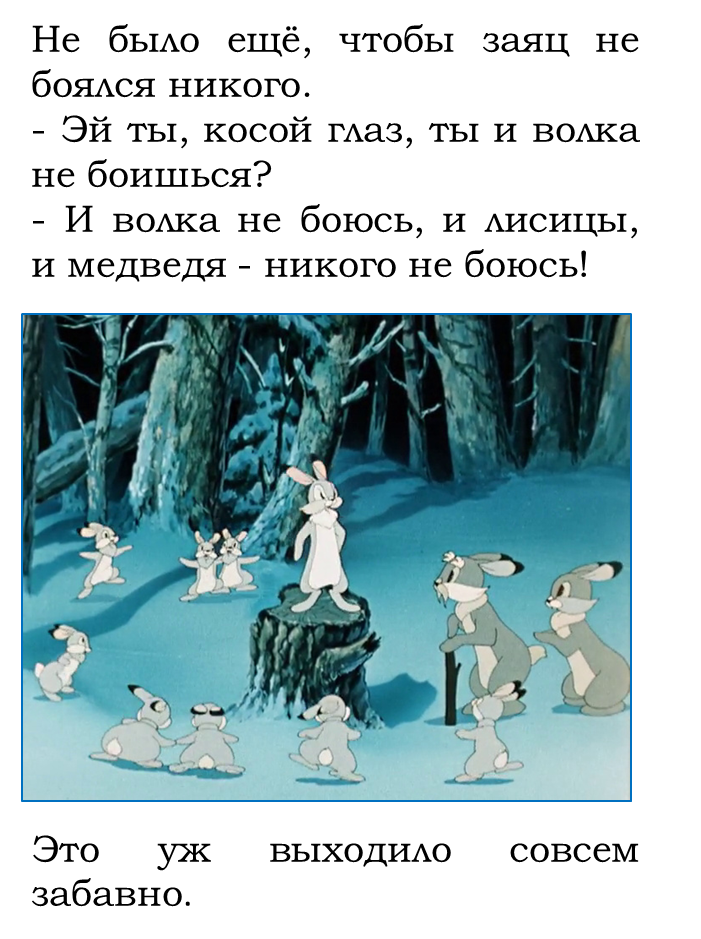 Не было ещё, чтобы заяц не
боялся никого.
- Эй ты, косой глаз, ты и волка
не боишься?
- И волка не боюсь, и лисицы,
и медведя - никого не боюсь!
Это уж выходило совсем
забавно.